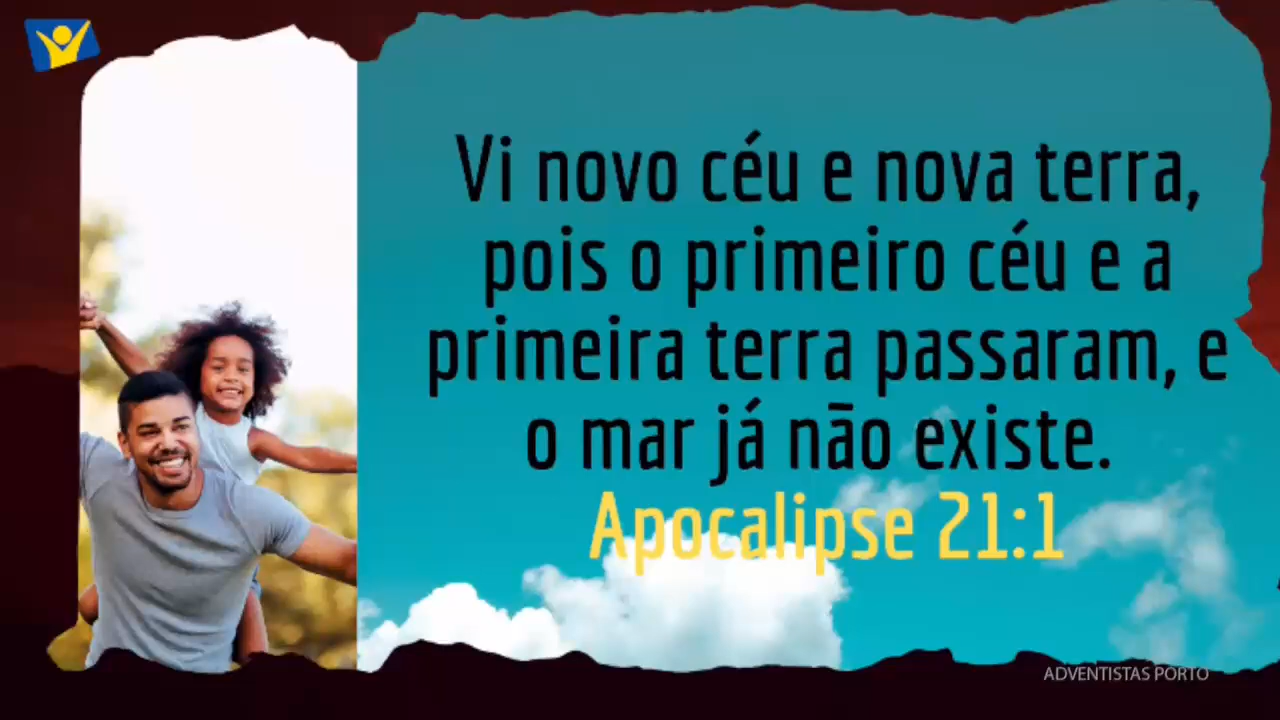 Vi novo céu e nova terra,
pois o primeiro céu e a
primeira terra passaram, e
o mar já não existe.
Apocalipse 21:1
ADVENTISTAS PORTO